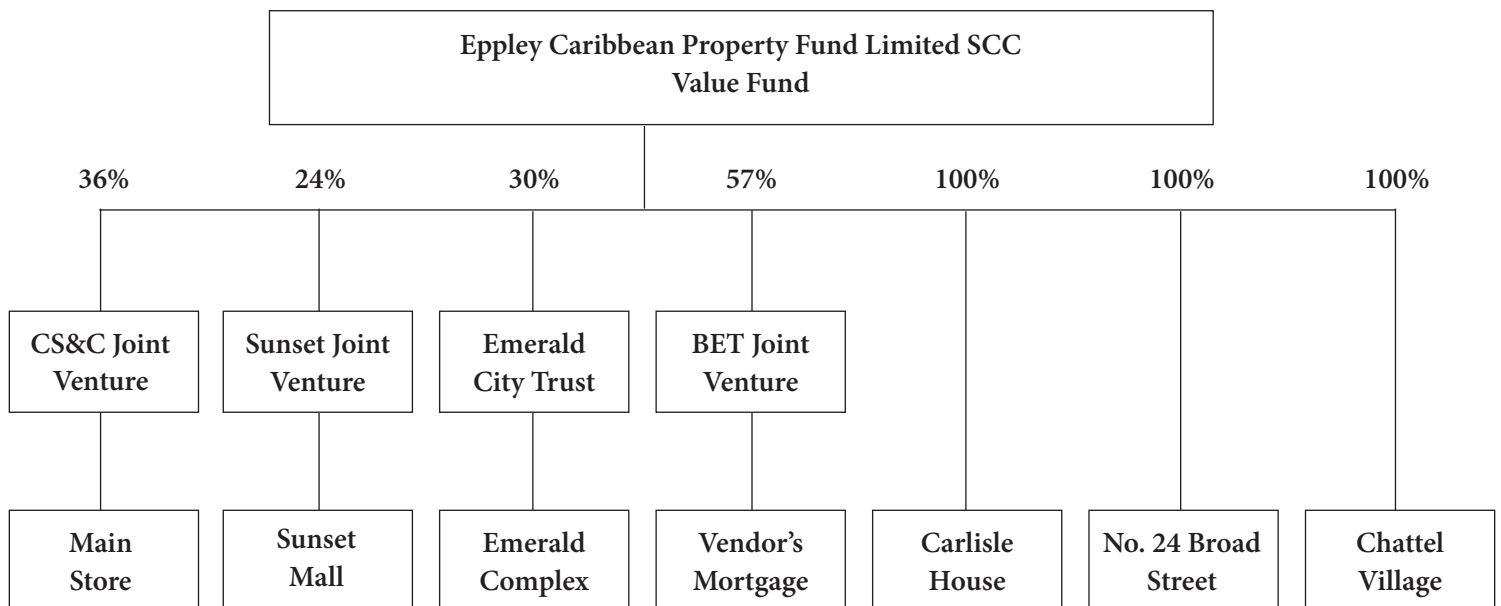 Eppley Caribbean Property Fund Limited SCC
Value Fund
36%
24%
30%
57%
100%
100%
100%
CS&C Joint
Venture
Sunset Joint
Venture
Emerald
City Trust
BET Joint
Venture
Main
Store
Sunset
Mall
Emerald
Complex
Vendor's
Mortgage
Carlisle
House
No. 24 Broad
Street
Chattel
Village